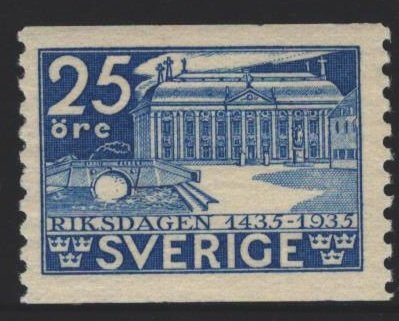 25
öre
RIKSDAGEN 1435-1935
SVERIGE